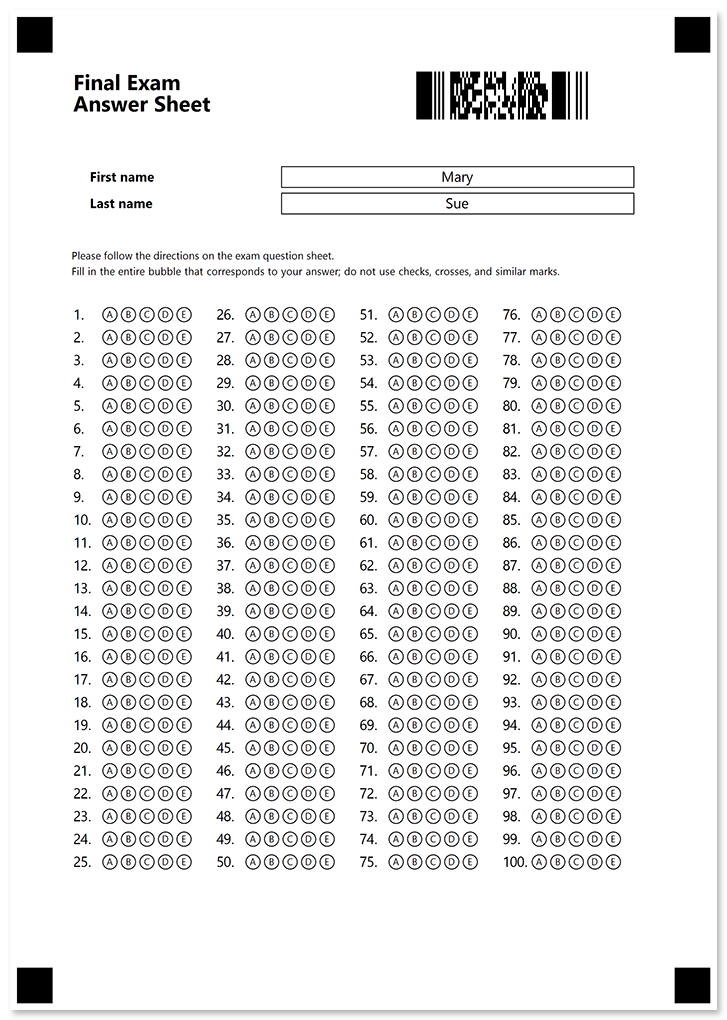 Final Exam
Answer Sheet
First name Mary
Last name Sue
Please follow the directions on the exam question sheet.
Fill in the entire bubble that corresponds to your answer; do not use checks, crosses, and similar marks.
1. A B C D E 26. A B C D E 51. A B C D E 76. A B C D E
2. A B C D E 27. A B C D E 52. A B C D E 77. A B C D E
3. A B C D E 28. A B C D E 53. A B C D E 78. A B C D E
4. A B C D E 29. A B C D E 54. A B C D E 79. A B C D E
5. A B C D E 30. A B C D E 55. A B C D E 80. A B C D E
6. A B C D E 31. A B C D E 56. A B C D E 81. A B C D E
7. A B C D E 32. A B C D E 57. A B C D E 82. A B C D E
8. A B C D E 33. A B C D E 58. A B C D E 83. A B C D E
9. A B C D E 34. A B C D E 59. A B C D E 84. A B C D E
10. A B C D E 35. A B C D E 60. A B C D E 85. A B C D E
11. A B C D E 36. A B C D E 61. A B C D E 86. A B C D E
12. A B C D E 37. A B C D E 62. A B C D E 87. A B C D E
13. A B C D E 38. A B C D E 63. A B C D E 88. A B C D E
14. A B C D E 39. A B C D E 64. A B C D E 89. A B C D E
15. A B C D E 40. A B C D E 65. A B C D E 90. A B C D E
16. A B C D E 41. A B C D E 66. A B C D E 91. A B C D E
17. A B C D E 42. A B C D E 67. A B C D E 92. A B C D E
18. A B C D E 43. A B C D E 68. A B C D E 93. A B C D E
19. A B C D E 44. A B C D E 69. A B C D E 94. A B C D E
20. A B C D E 45. A B C D E 70. A B C D E 95. A B C D E
21. A B C D E 46. A B C D E 71. A B C D E 96. A B C D E
22. A B C D E 47. A B C D E 72. A B C D E 97. A B C D E
23. A B C D E 48. A B C D E 73. A B C D E 98. A B C D E
24. A B C D E 49. A B C D E 74. A B C D E 99. A B C D E
25. A B C D E 50. A B C D E 75. A B C D E 100. A B C D E